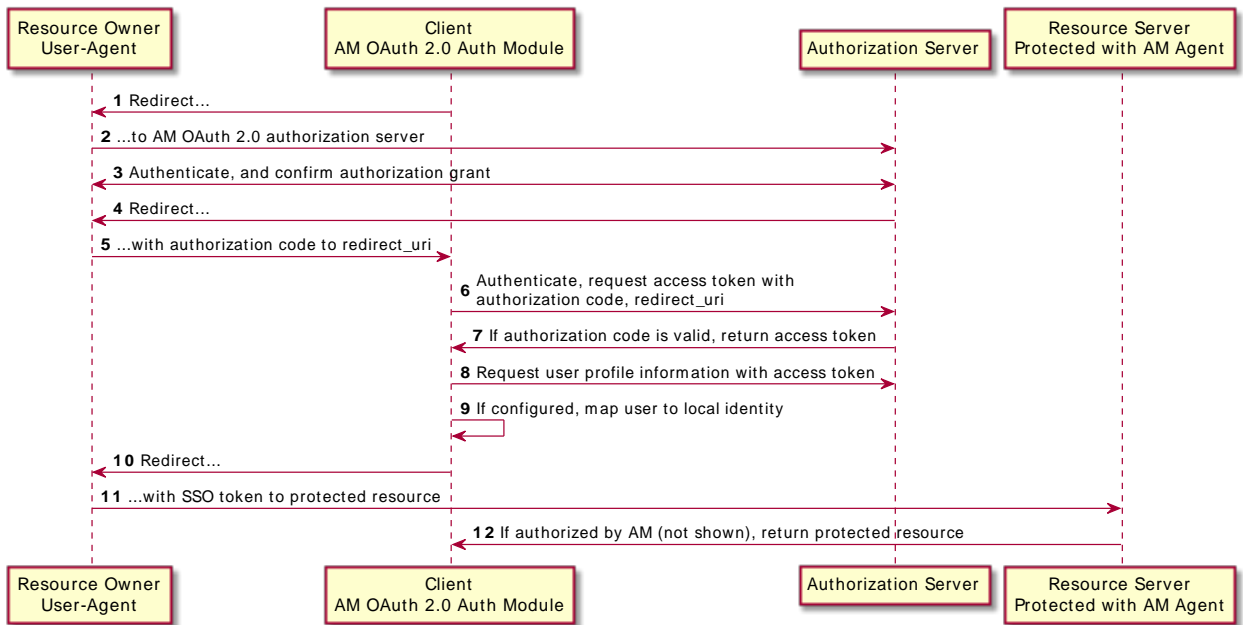 Resource Owner
User-Agent
Client
AM OAuth 2.0 Auth Module
Authorization Server
Resource Server
Protected with AM Agent
1 Redirect...
2 ...to AM OAuth 2.0 authorization server
3 Authenticate, and confirm authorization grant
4 Redirect...
5 ...with authorization code to redirect_uri
6 Authenticate, request access token with
authorization code, redirect_uri
7 If authorization code is valid, return access token
8 Request user profile information with access token
9 If configured, map user to local identity
10 Redirect...
11 ...with SSO token to protected resource
12 If authorized by AM (not shown), return protected resource
Resource Owner
User-Agent
Client
AM OAuth 2.0 Auth Module
Authorization Server
Resource Server
Protected with AM Agent